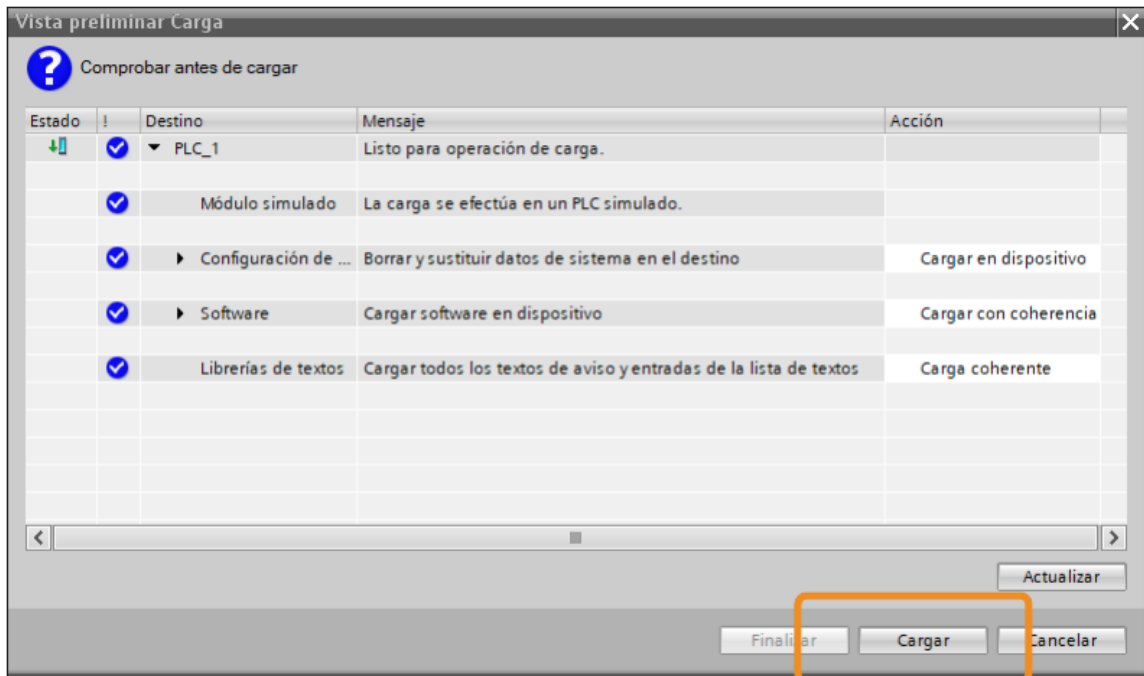 Vista preliminar Carga
Comprobar antes de cargar
Estado ! Destino Mensaje Acción
PLC_1 Listo para operación de carga.
Módulo simulado La carga se efectúa en un PLC simulado.
Configuración de ... Borrar y sustituir datos de sistema en el destino Cargar en dispositivo
Software Cargar software en dispositivo Cargar con coherencia
Librerías de textos Cargar todos los textos de aviso y entradas de la lista de textos Carga coherente
Actualizar
Finalizar Cargar Cancelar